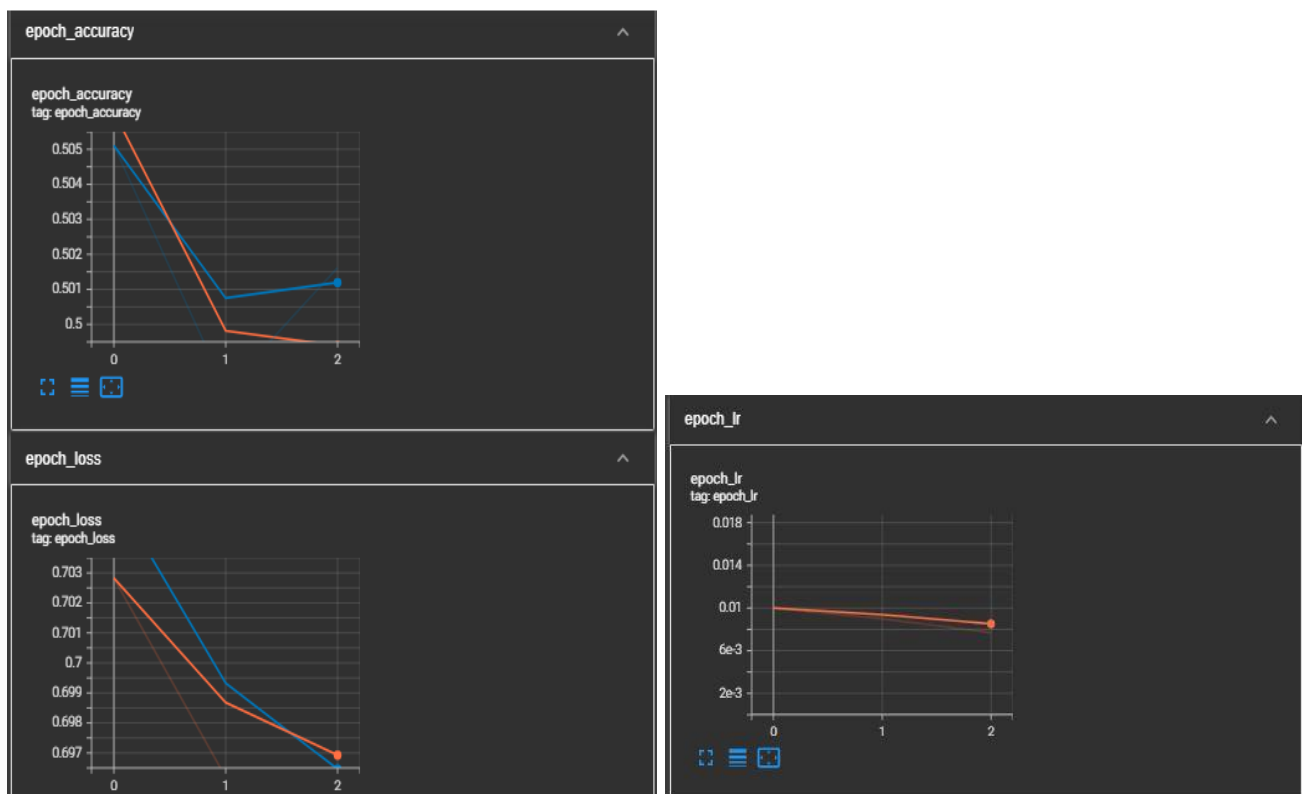 epoch_accuracy
epoch_accuracy
tag: epoch_accuracy
0.505
0.504
0.503
0.502
0.501
0.5
0 1 2
epoch_loss
epoch_loss
tag: epoch_loss
0.703
0.702
0.701
0.7
0.699
0.698
0.697
0 1 2
epoch_lr
epoch_lr
tag: epoch_lr
0.018
0.014
0.01
6e-3
2e-3
0 1 2